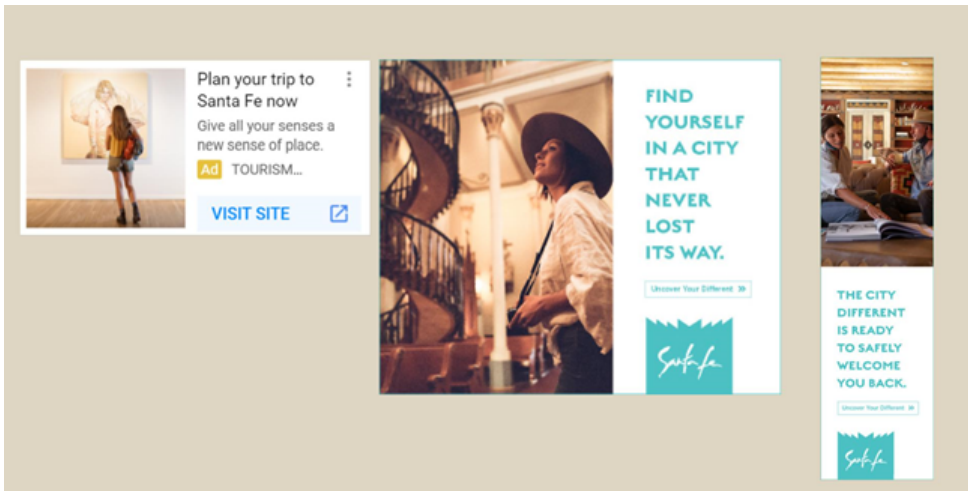 Plan your trip to
Santa Fe now
Give all your senses a
new sense of place.
Ad TOURISM...
VISIT SITE
FIND
YOURSELF
IN A CITY
THAT
NEVER
LOST
ITS WAY.
Uncover Your Different »
Santa Fe
THE CITY
DIFFERENT
IS READY
TO SAFELY
WELCOME
YOU BACK.
Uncover Your Different »
Santa Fe